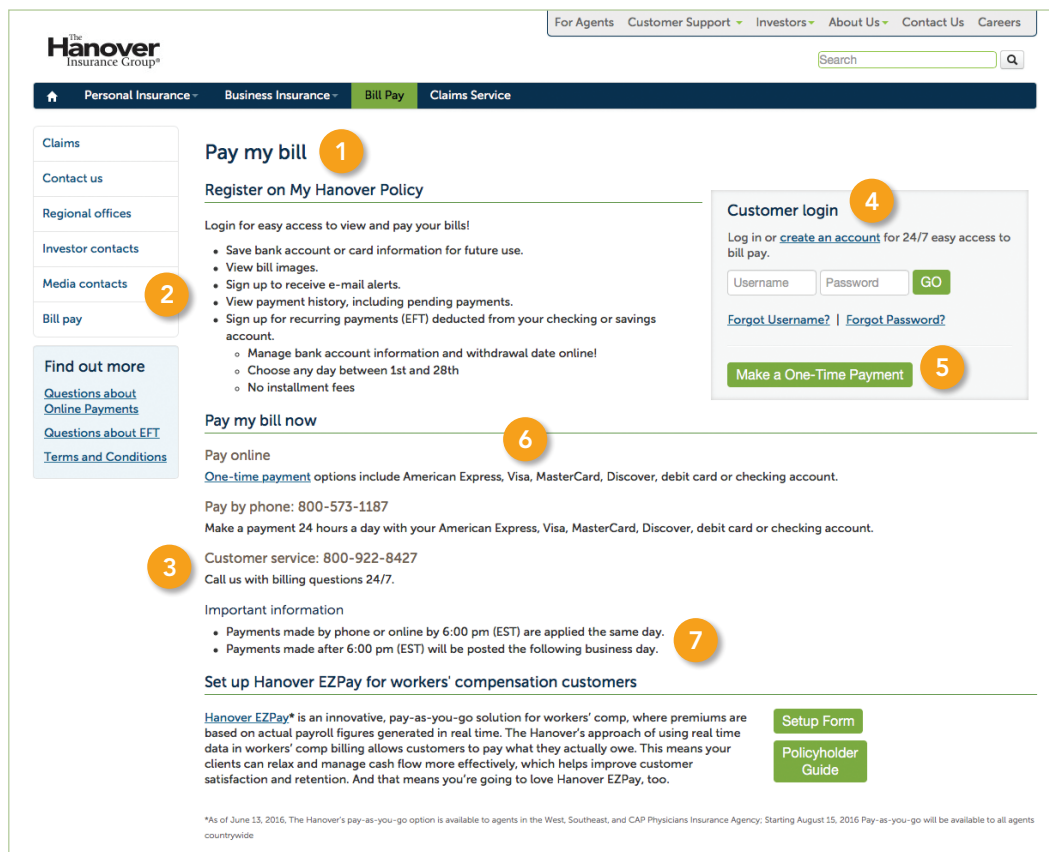 For Agents Customer Support Investors About Us Contact Us Careers
The
Hanover
Insurance Group®
Search
Personal Insurance Business Insurance Bill Pay Claims Service
Claims
Contact us
Regional offices
Investor contacts
Media contacts
2
Bill pay
Find out more
Questions about
Online Payments
Questions about EFT
Terms and Conditions
Pay my bill 1
Register on My Hanover Policy
Login for easy access to view and pay your bills!
• Save bank account or card information for future use.
• View bill images.
• Sign up to receive e-mail alerts.
• View payment history, including pending payments.
• Sign up for recurring payments (EFT) deducted from your checking or savings
account.
◦ Manage bank account information and withdrawal date online!
◦ Choose any day between 1st and 28th
◦ No installment fees
4
Customer login
Log in or create an account for 24/7 easy access to
bill pay.
Username Password GO
Forgot Username? | Forgot Password?
Make a One-Time Payment 5
Pay my bill now
6
Pay online
One-time payment options include American Express, Visa, MasterCard, Discover, debit card or checking account.
Pay by phone: 800-573-1187
Make a payment 24 hours a day with your American Express, Visa, MasterCard, Discover, debit card or checking account.
3
Customer service: 800-922-8427
Call us with billing questions 24/7.
Important information
• Payments made by phone or online by 6:00 pm (EST) are applied the same day.
• Payments made after 6:00 pm (EST) will be posted the following business day.
7
Set up Hanover EZPay for workers' compensation customers
Hanover EZPay* is an innovative, pay-as-you-go solution for workers' comp, where premiums are
based on actual payroll figures generated in real time. The Hanover's approach of using real time
data in workers' comp billing allows customers to pay what they actually owe. This means your
clients can relax and manage cash flow more effectively, which helps improve customer
satisfaction and retention. And that means you're going to love Hanover EZPay, too.
Setup Form
Policyholder
Guide
*As of June 13, 2016, The Hanover's pay-as-you-go option is available to agents in the West, Southeast, and CAP Physicians Insurance Agency; Starting August 15, 2016 Pay-as-you-go will be available to all agents
countrywide